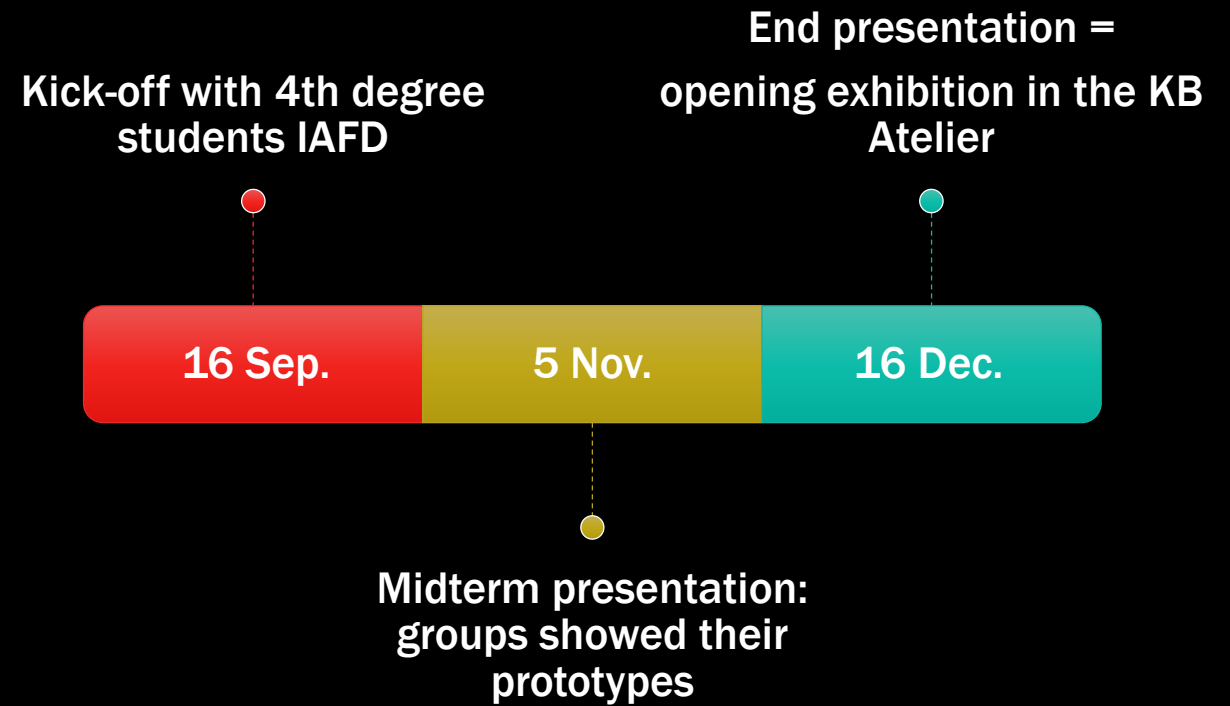 Kick-off with 4th degree
students IAFD
End presentation =
opening exhibition in the KB
Atelier
16 Sep.
5 Nov.
16 Dec.
Midterm presentation:
groups showed their
prototypes